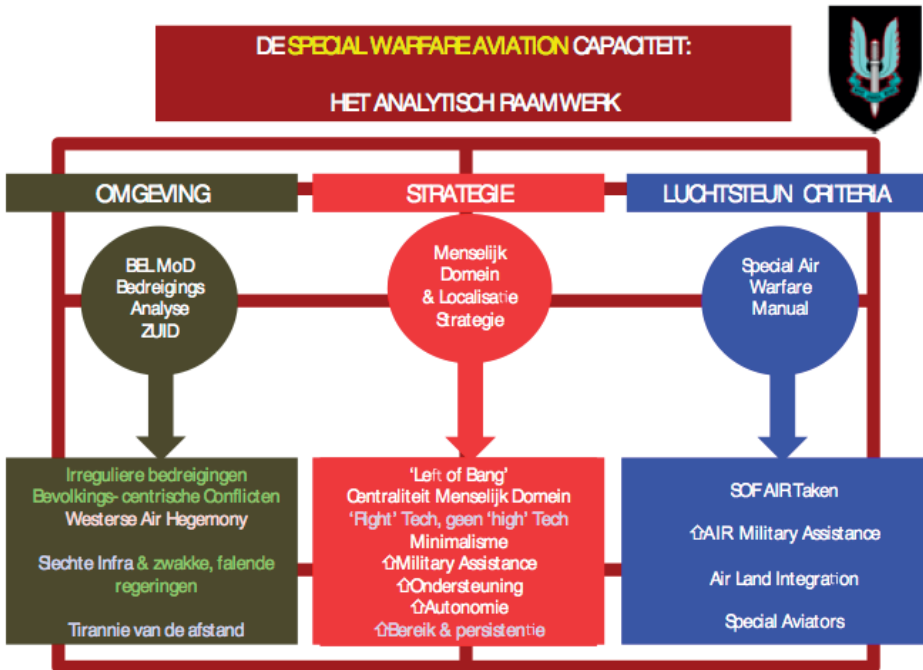 DE SPECIAL WARFARE AVIATION CAPACITEIT:
HET ANALYTISCH RAAMWERK
OMGEVING
STRATEGIE
LUCHTSTEUN CRITERIA
BEL MoD
Bedreigings
Analyse
ZUID
Menselijk
Domein
& Localisatie
Strategie
Special Air
Warfare
Manual
Irreguliere bedreigingen
Bevolkings- centrische Conflicten
Westerse Air Hegemony
Slechte Infra & zwakke, falende
regeringen
Tirannie van de afstand
'Left of Bang'
Centraliteit Menselijk Domein
'Right' Tech, geen 'high' Tech
Minimalisme
⇧Military Assistance
⇧Ondersteuning
⇧Autonomie
⇧Bereik & persistentie
SOF AIR Taken
⇧AIR Military Assistance
Air Land Integration
Special Aviators